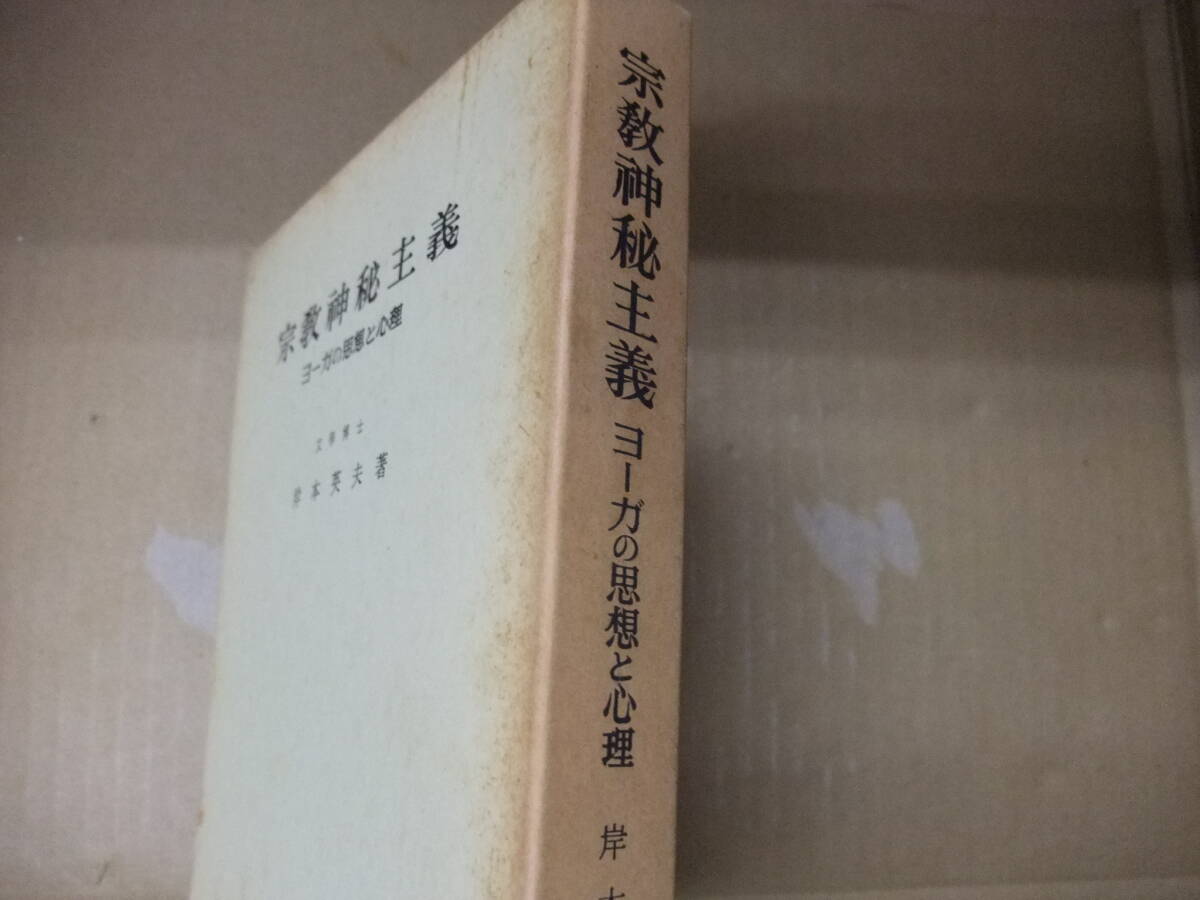 宗教神秘主義
ヨーガの思想と心理
文學博士
岸本英夫著
宗教神秘主義 ヨーガの思想と心理 岸